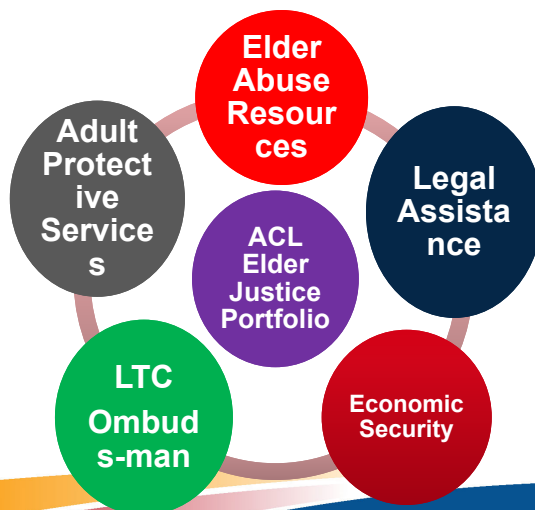 Elder
Abuse
Resour
ces
Adult
Protect
ive
Service
s
Legal
Assista
nce
ACL
Elder
Justice
Portfolio
LTC
Ombud
s-man
Economic
Security